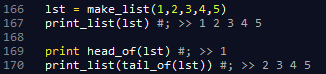 166 lst = make_list(1,2,3,4,5)
167 print_list(lst) #; >> 1 2 3 4 5
168
169 print head_of(lst) #; >> 1
170 print_list(tail_of(lst)) #; >> 2 3 4 5